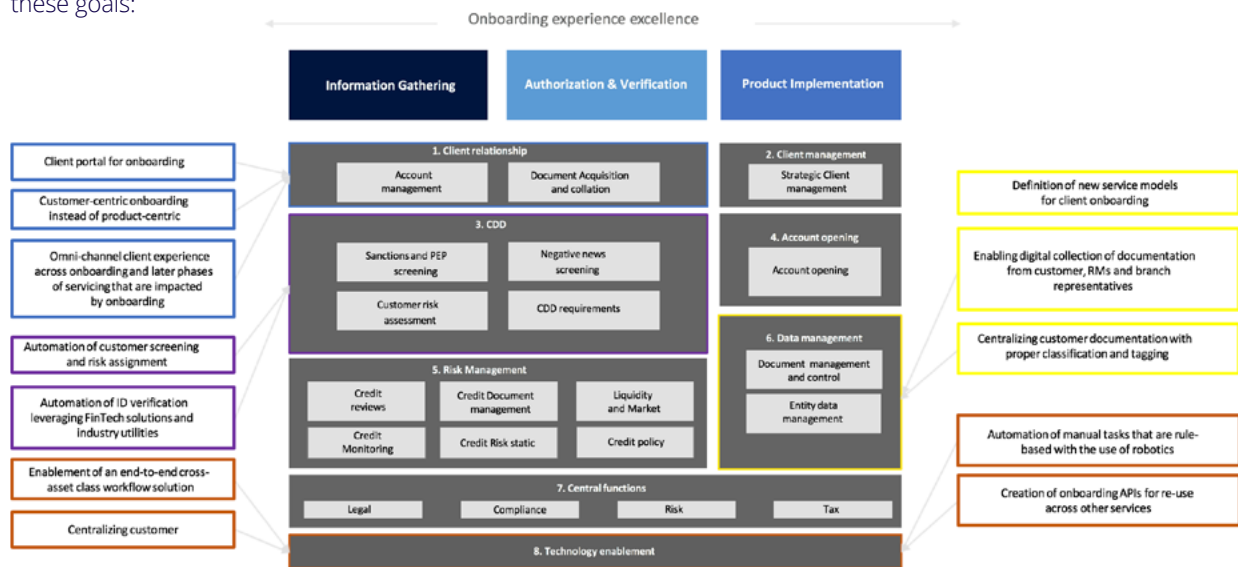 these goals:
Onboarding experience excellence
Information Gathering
Authorization & Verification
Product Implementation
Client portal for onboarding
Customer-centric onboarding
instead of product-centric
Omni-channel client experience
across onboarding and later phases
of servicing that are impacted
by onboarding
Automation of customer screening
and risk assignment
Automation of ID verification
leveraging FinTech solutions and
industry utilities
Enablement of an end-to-end cross-
asset class workflow solution
Centralizing customer
1. Client relationship
Account
management
Document Acquisition
and collation
2. Client management
Strategic Client
management
3. CDD
Sanctions and PEP
screening
Negative news
screening
Customer risk
assessment
CDD requirements
4. Account opening
Account opening
5. Risk Management
Credit
reviews
Credit Document
management
Liquidity
and Market
Credit
Monitoring
Credit Risk static
Credit policy
6. Data management
Document management
and control
Entity data
management
7. Central functions
Legal
Compliance
Risk
Tax
8. Technology enablement
Definition of new service models
for client onboarding
Enabling digital collection of documentation
from customer, RMs and branch
representatives
Centralizing customer documentation with
proper classification and tagging
Automation of manual tasks that are rule-
based with the use of robotics
Creation of onboarding APIs for re-use
across other services